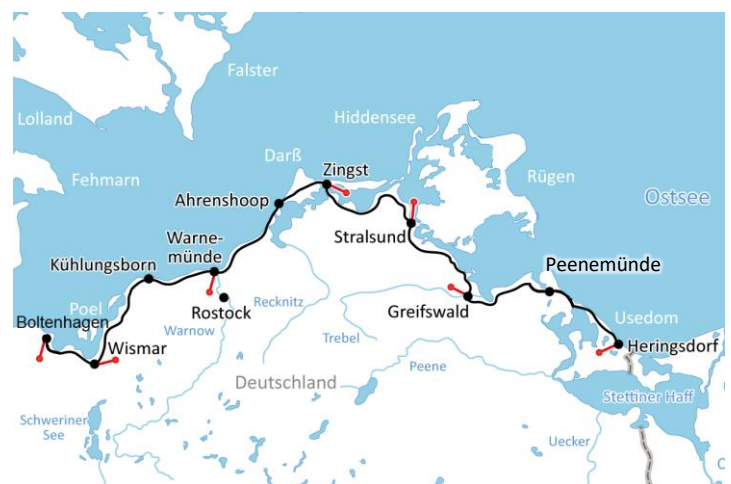 Falster
Lolland
Hiddensee
Darß
Zingst
Fehmarn
Rügen
Ostsee
Ahrenshoop
Warne-
münde
Stralsund
Kühlungsborn
Peenemünde
Poel
Rostock
Recknitz
Greifswald
Usedom
Boltenhagen
Warnow
Trebel
Wismar
Heringsdorf
Peene
Deutschland
Stettiner Haff
Schweriner
See
Uecker